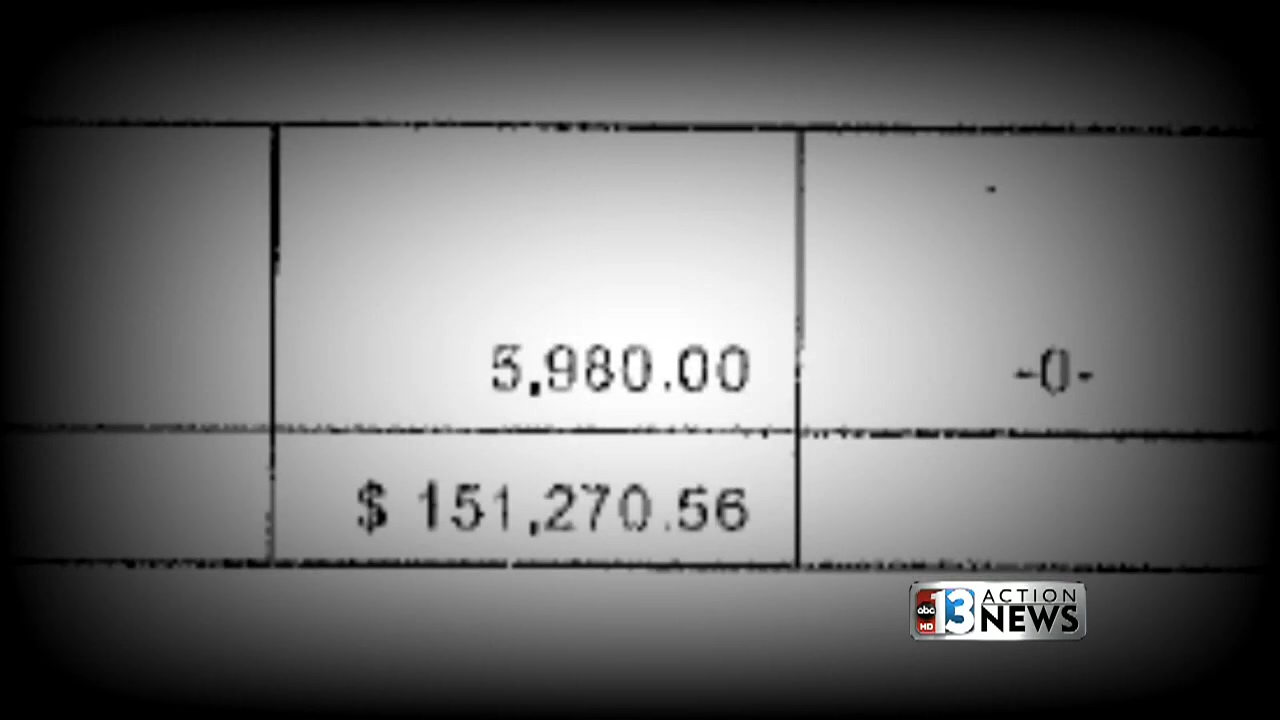 5,980.00 -0-
$ 151,270.56
abc HD 13 ACTION NEWS